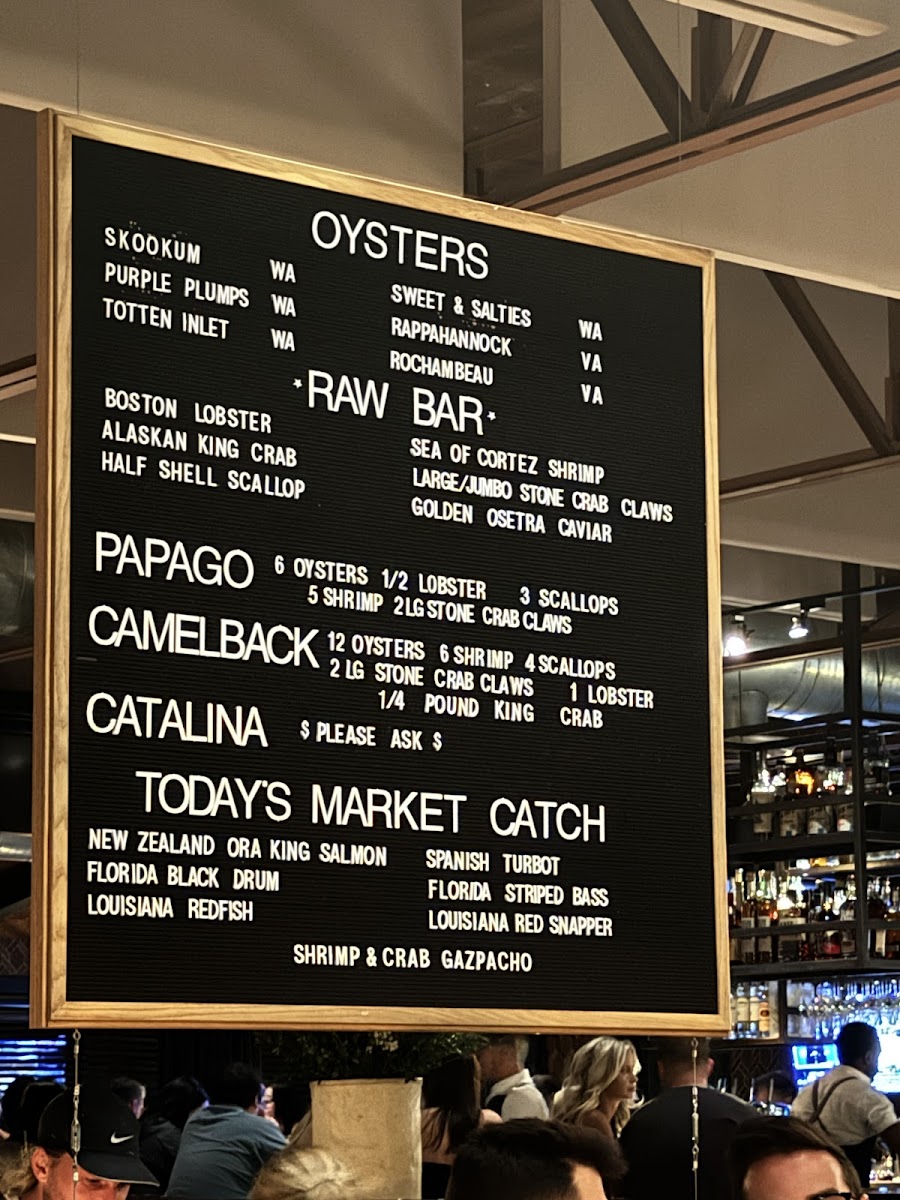 OYSTERS
SKOOKUM WA
PURPLE PLUMPS WA
TOTTEN INLET WA
SWEET & SALTIES WA
RAPPAHANNOCK VA
ROCHAMBEAU VA
*RAW BAR*
BOSTON LOBSTER
ALASKAN KING CRAB
HALF SHELL SCALLOP
SEA OF CORTEZ SHRIMP
LARGE/JUMBO STONE CRAB CLAWS
GOLDEN OSETRA CAVIAR
PAPAGO 6 OYSTERS 1/2 LOBSTER 3 SCALLOPS
5 SHRIMP 2 LG STONE CRAB CLAWS
CAMELBACK 12 OYSTERS 6 SHRIMP 4 SCALLOPS
2 LG STONE CRAB CLAWS 1 LOBSTER
1/4 POUND KING CRAB
CATALINA $ PLEASE ASK $
TODAY'S MARKET CATCH
NEW ZEALAND ORA KING SALMON
FLORIDA BLACK DRUM
LOUISIANA REDFISH
SPANISH TURBOT
FLORIDA STRIPED BASS
LOUISIANA RED SNAPPER
SHRIMP & CRAB GAZPACHO